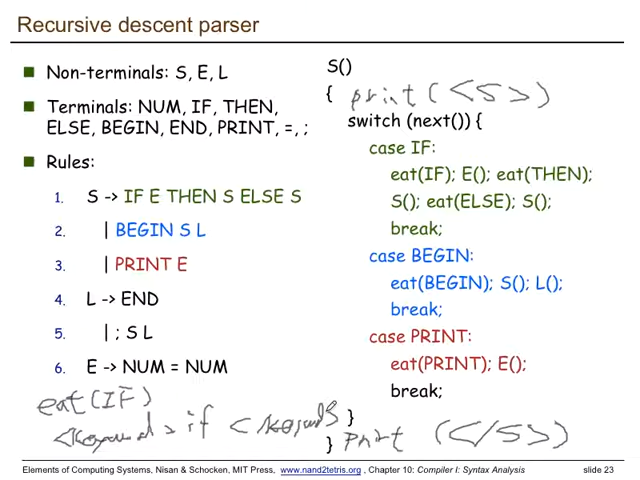 Recursive descent parser
Non-terminals: S, E, L
Terminals: NUM, IF, THEN,
ELSE, BEGIN, END, PRINT, =, ;
Rules:
1. S -> IF E THEN S ELSE S
2. | BEGIN S L
3. | PRINT E
4. L -> END
5. | ; S L
6. E -> NUM = NUM
eat(IF)
<keyword> if <keyword>
S()
{ print(<S>)
switch (next()) {
case IF:
eat(IF); E(); eat(THEN);
S(); eat(ELSE); S();
break;
case BEGIN:
eat(BEGIN); S(); L();
break;
case PRINT:
eat(PRINT); E();
break;
}
} print (</S>)
Elements of Computing Systems, Nisan & Schocken, MIT Press, www.nand2tetris.org , Chapter 10: Compiler I: Syntax Analysis slide 23